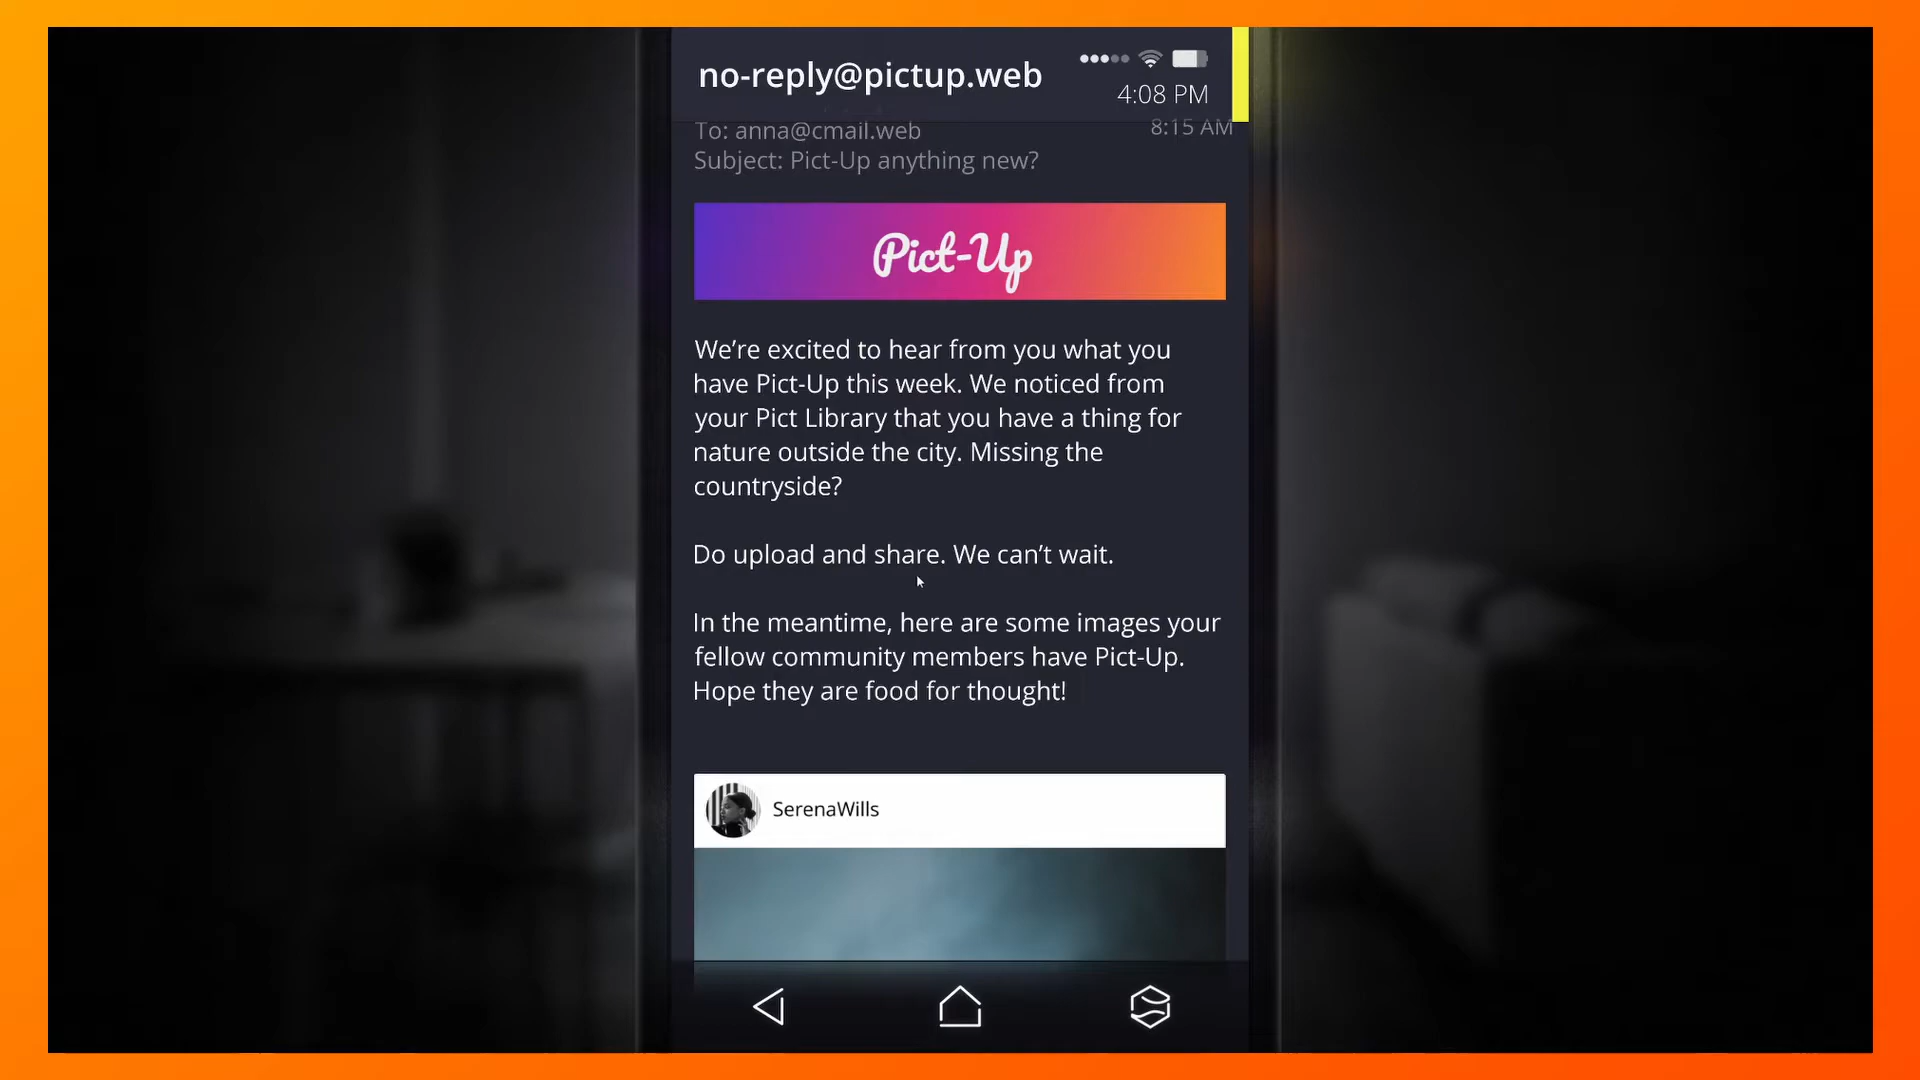 no-reply@pictup.web
4:08 PM
To: anna@cmail.web
8:15 AM
Subject: Pict-Up anything new?
Pict-Up
We’re excited to hear from you what you
have Pict-Up this week. We noticed from
your Pict Library that you have a thing for
nature outside the city. Missing the
countryside?
Do upload and share. We can’t wait.
In the meantime, here are some images your
fellow community members have Pict-Up.
Hope they are food for thought!
SerenaWills